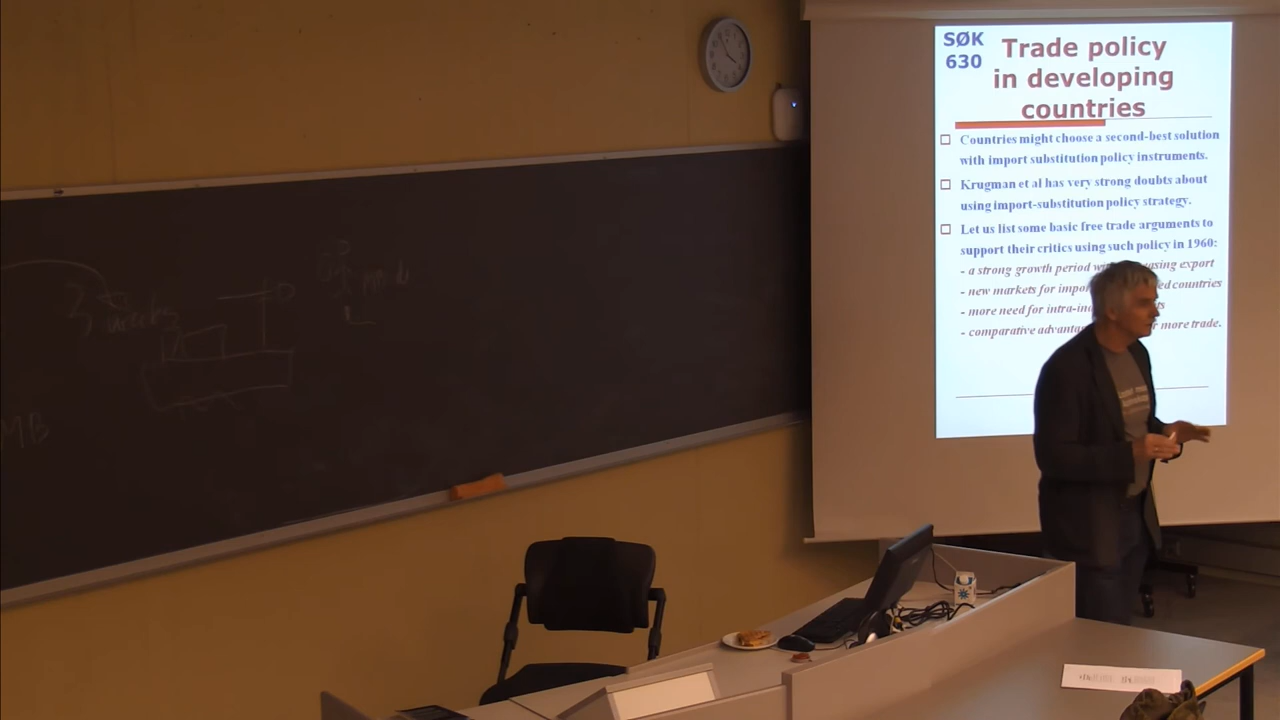 SØK
630
Trade policy
in developing
countries
Countries might choose a second-best solution
with import substitution policy instruments.
Krugman et al has very strong doubts about
using import-substitution policy strategy.
Let us list some basic free trade arguments to
support their critics using such policy in 1960:
- a strong growth period export
- new markets for countries
- more need for
- comparative more trade.
MB